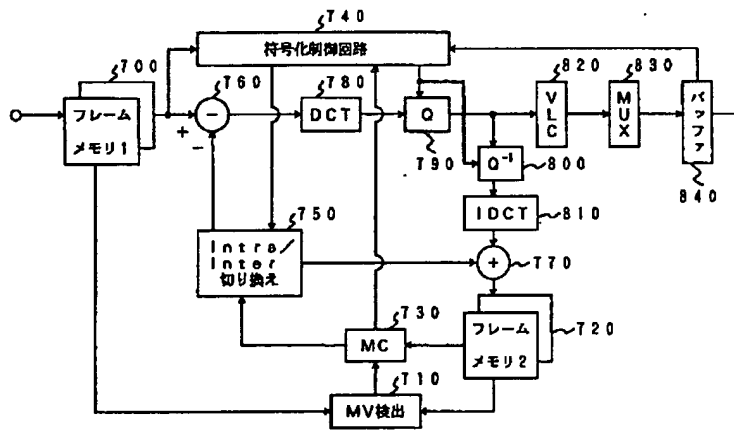 740
符号化制御回路
700
フレーム
メモリ1
+
760
−
−
780
DCT
Q
790
820
VLC
830
MUX
バッファ
840
Q⁻¹
800
IDCT
810
750
Intra/
Inter
切り換え
+
770
730
MC
フレーム
メモリ2
720
710
MV検出